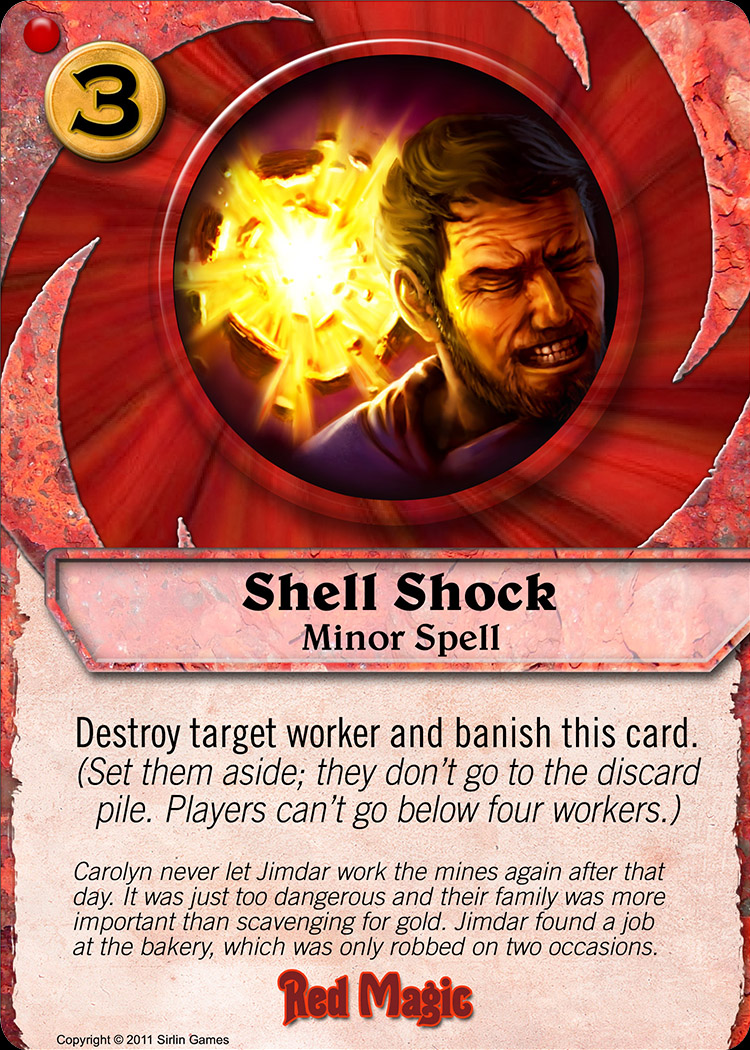 3
Shell Shock
Minor Spell
Destroy target worker and banish this card.
(Set them aside; they don't go to the discard
pile. Players can't go below four workers.)
Carolyn never let Jimdar work the mines again after that
day. It was just too dangerous and their family was more
important than scavenging for gold. Jimdar found a job
at the bakery, which was only robbed on two occasions.
Red Magic
Copyright © 2011 Sirlin Games